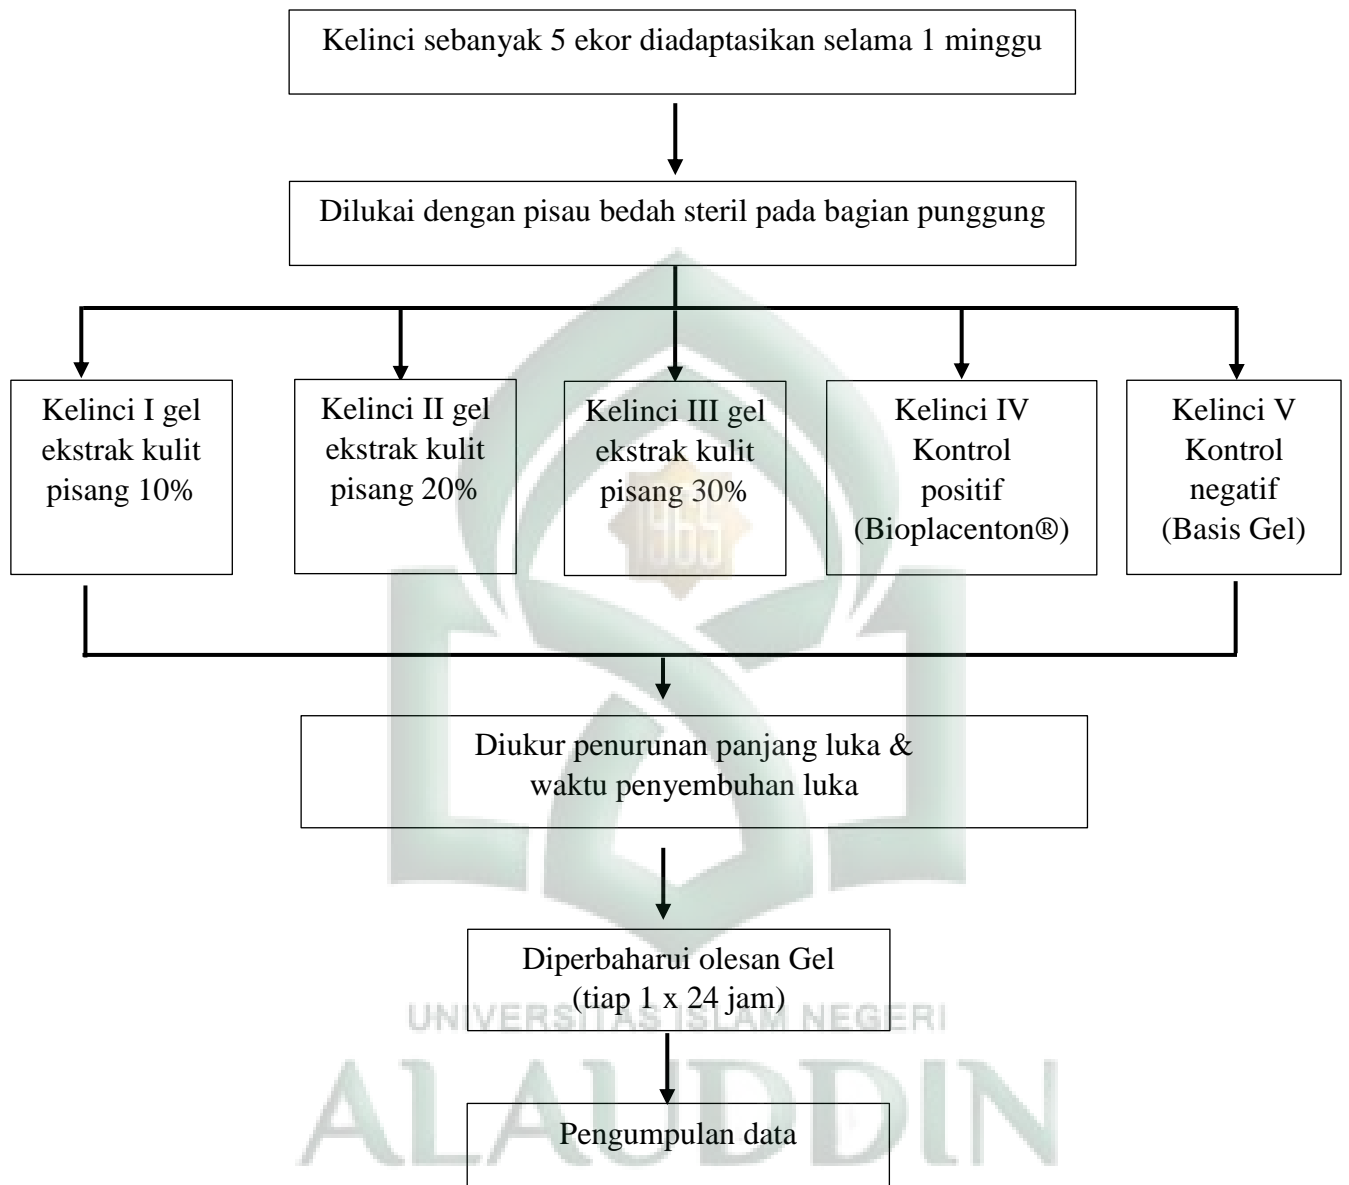 Kelinci sebanyak 5 ekor diadaptasikan selama 1 minggu
Dilukai dengan pisau bedah steril pada bagian punggung
Kelinci I gel
ekstrak kulit
pisang 10%
Kelinci II gel
ekstrak kulit
pisang 20%
Kelinci III gel
ekstrak kulit
pisang 30%
Kelinci IV
Kontrol
positif
(Bioplacenton®)
Kelinci V
Kontrol
negatif
(Basis Gel)
1965
Diukur penurunan panjang luka &
waktu penyembuhan luka
Diperbaharui olesan Gel
(tiap 1 x 24 jam)
UNIVERSITAS ISLAM NEGERI
ALAUDDIN
Pengumpulan data